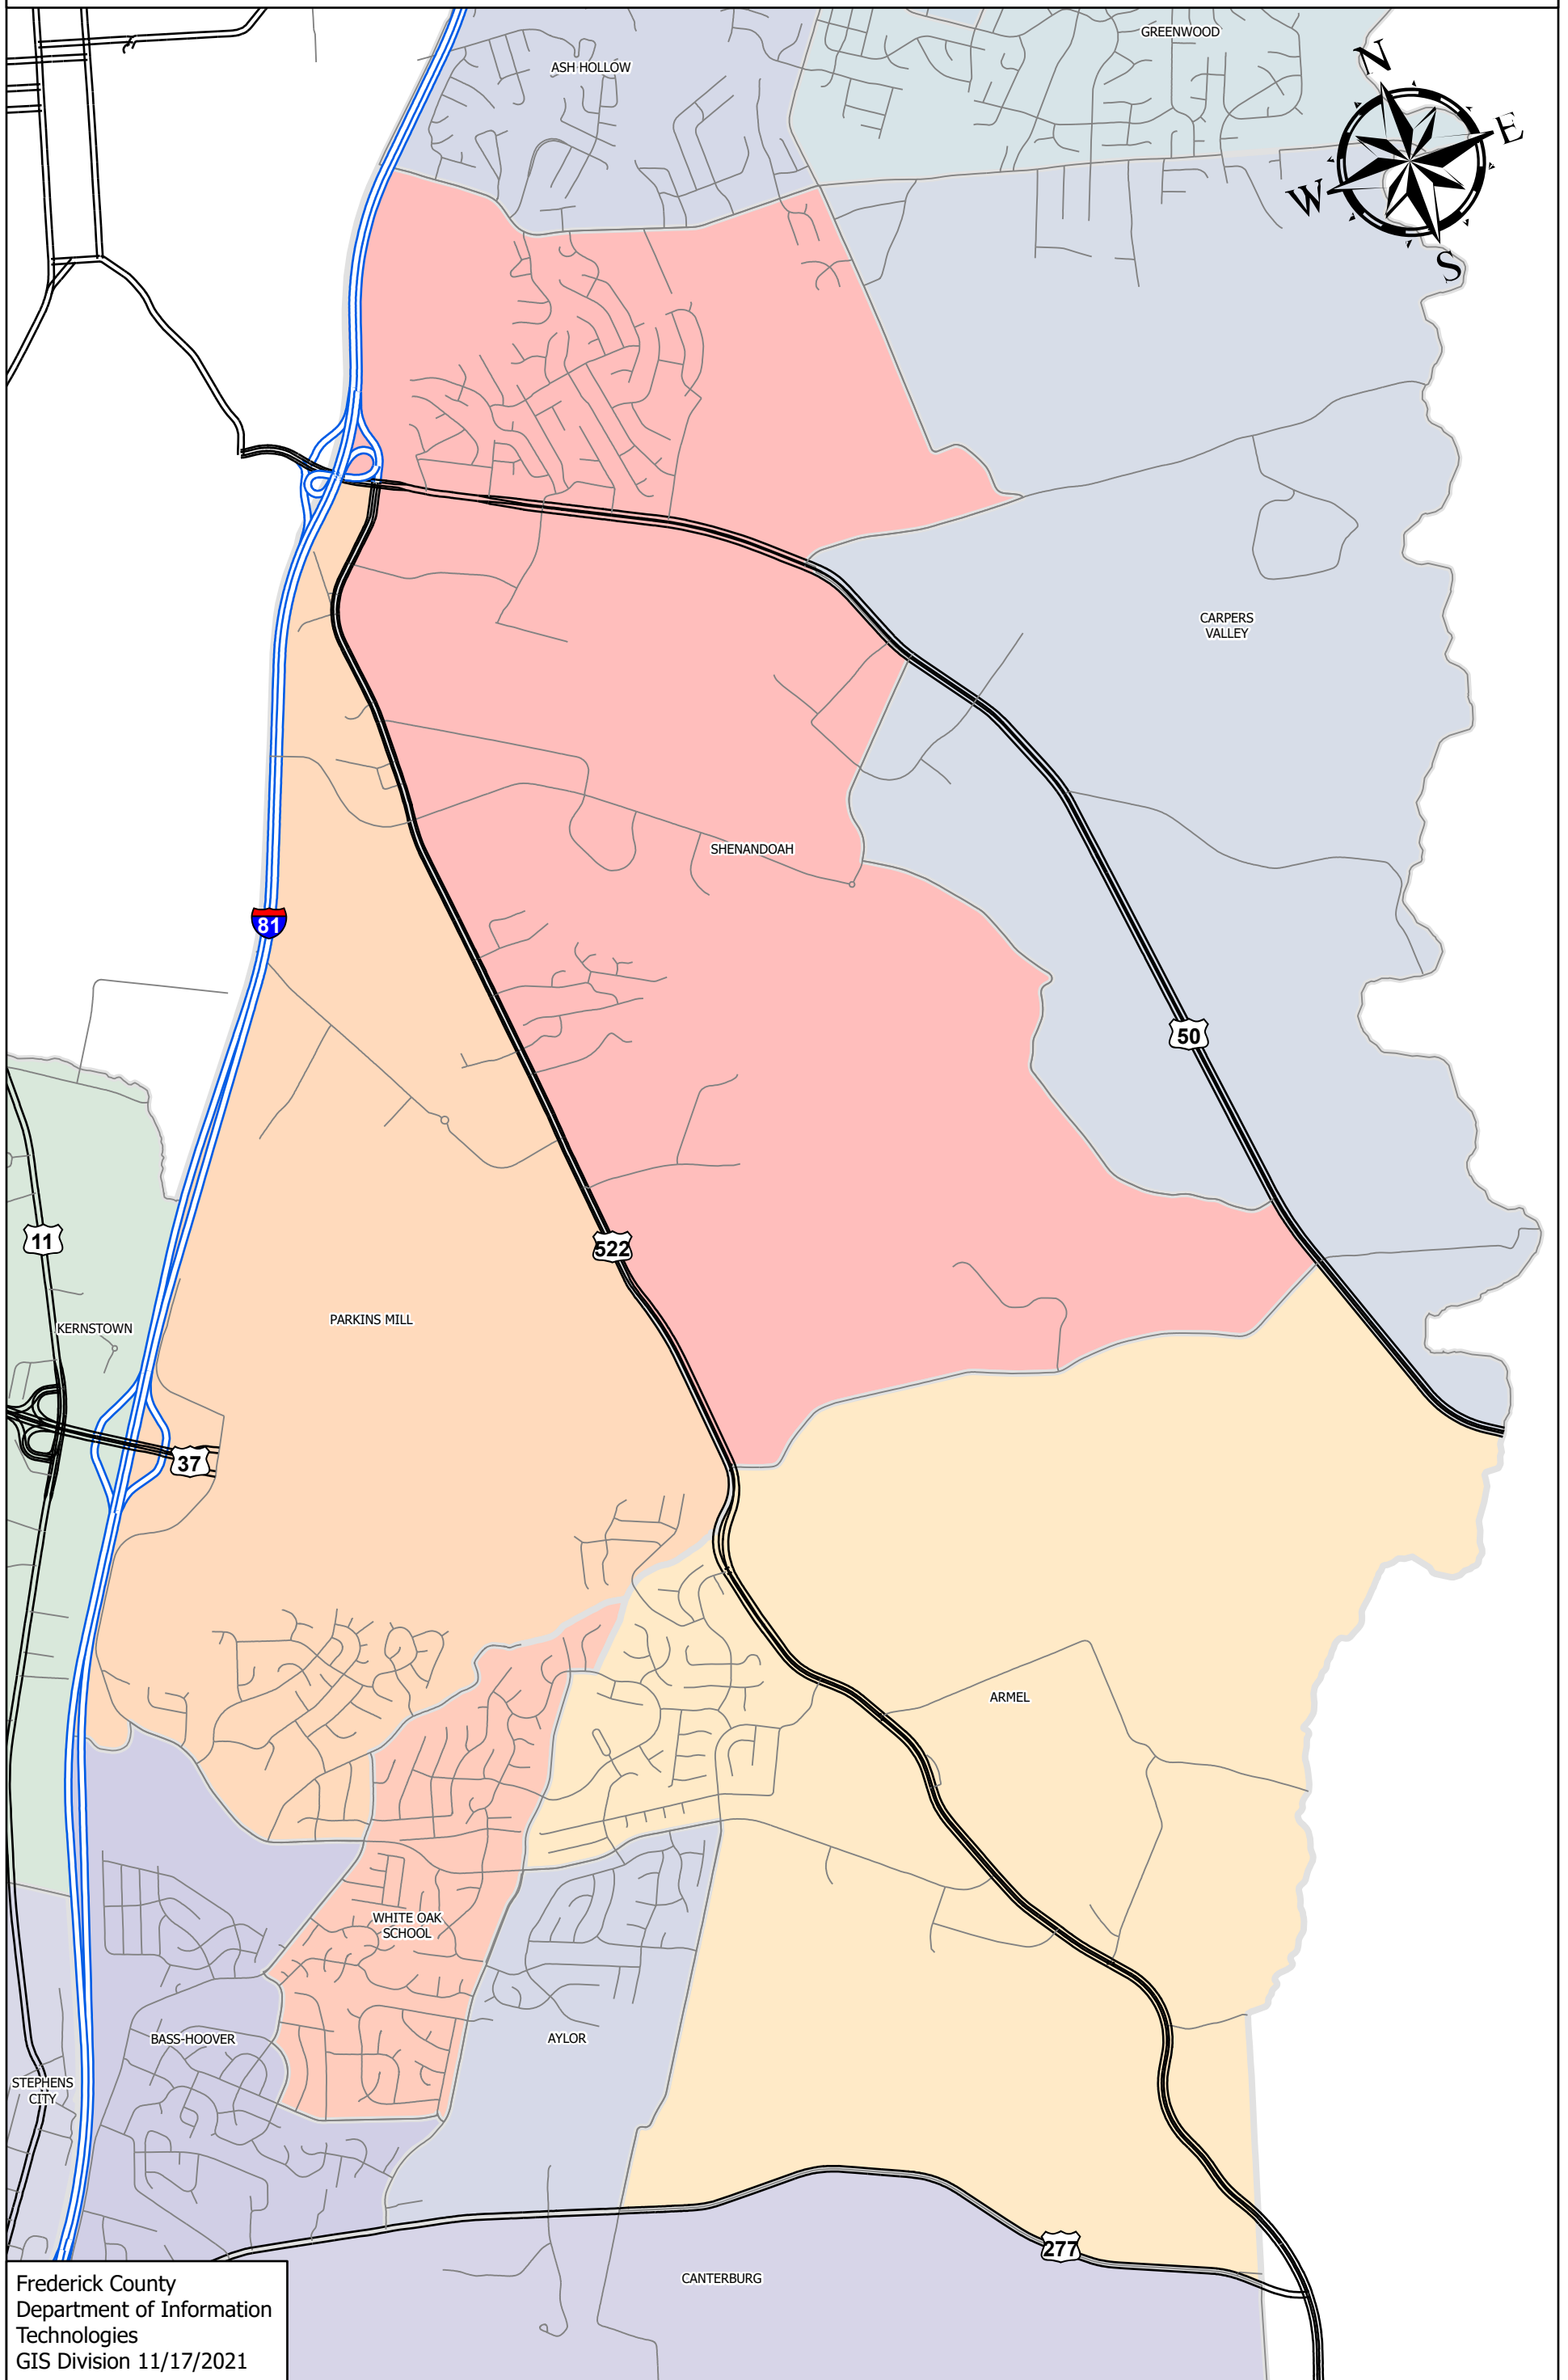 GREENWOOD
ASH HOLLOW
N
E
W
S
CARPERS
VALLEY
SHENANDOAH
81
50
11
522
KERNSTOWN
PARKINS MILL
37
ARMEL
WHITE OAK
SCHOOL
BASS-HOOVER
AYLOR
STEPHENS
CITY
277
CANTERBURG
Frederick County
Department of Information
Technologies
GIS Division 11/17/2021